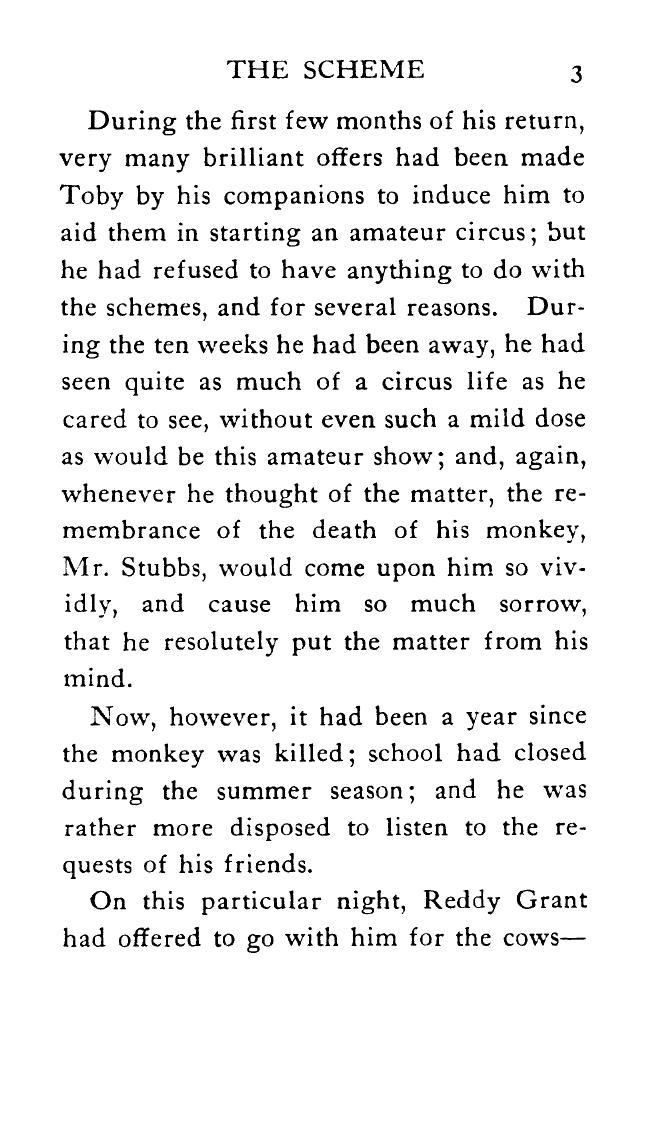 THE SCHEME 3
During the first few months of his return,
very many brilliant offers had been made
Toby by his companions to induce him to
aid them in starting an amateur circus; but
he had refused to have anything to do with
the schemes, and for several reasons. Dur-
ing the ten weeks he had been away, he had
seen quite as much of a circus life as he
cared to see, without even such a mild dose
as would be this amateur show; and, again,
whenever he thought of the matter, the re-
membrance of the death of his monkey,
Mr. Stubbs, would come upon him so viv-
idly, and cause him so much sorrow,
that he resolutely put the matter from his
mind.
Now, however, it had been a year since
the monkey was killed; school had closed
during the summer season; and he was
rather more disposed to listen to the re-
quests of his friends.
On this particular night, Reddy Grant
had offered to go with him for the cows—